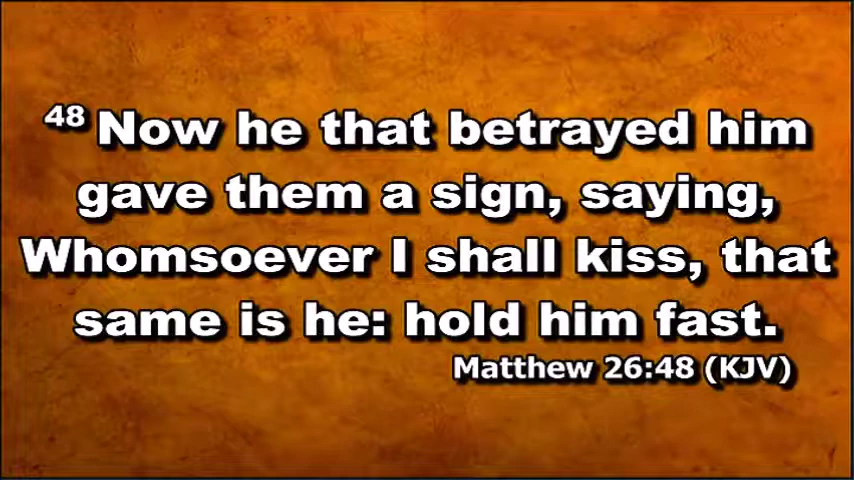 48 Now he that betrayed him
gave them a sign, saying,
Whomsoever I shall kiss, that
same is he: hold him fast.
Matthew 26:48 (KJV)